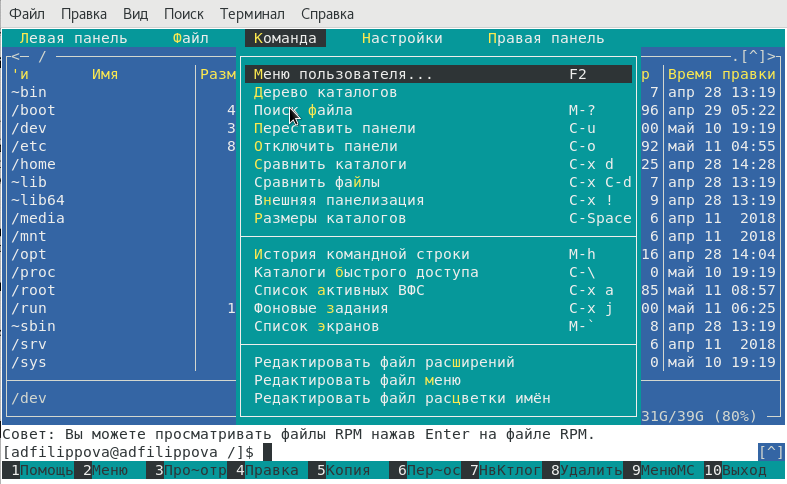 Файл Правка Вид Поиск Терминал Справка
Левая панель Файл Команда Настройки Правая панель
<— / .[^]>
'и Имя Разм р Время правки
Меню пользователя... F2
~bin Дерево каталогов 7 апр 28 13:19
/boot 4 Поиск файла M-? 96 апр 29 05:22
/dev 3 Переставить панели C-u 00 май 10 19:19
/etc 8 Отключить панели C-o 92 май 11 04:55
/home Сравнить каталоги C-x d 25 апр 28 14:28
~lib Сравнить файлы C-x C-d 7 апр 28 13:19
~lib64 Внешняя панелизация C-x ! 9 апр 28 13:19
/media Размеры каталогов C-Space 6 апр 11 2018
/mnt 6 апр 11 2018
/opt История командной строки M-h 16 апр 28 14:04
/proc Каталоги быстрого доступа C-\ 0 май 10 19:19
/root Список активных ВФС C-x a 85 май 11 08:57
/run 1 Фоновые задания C-x j 00 май 11 06:25
~sbin Список экранов M-` 8 апр 28 13:19
/srv 6 апр 11 2018
/sys Редактировать файл расширений 0 май 10 19:19
Редактировать файл меню
/dev Редактировать файл расцветки имён
31G/39G (80%)
Совет: Вы можете просматривать файлы RPM нажав Enter на файле RPM.
[adfilippova@adfilippova /]$ [^]
1Помощь 2Меню 3Про~отр 4Правка 5Копия 6Пер~ос 7НвКтлог 8Удалить 9МенюMC 10Выход